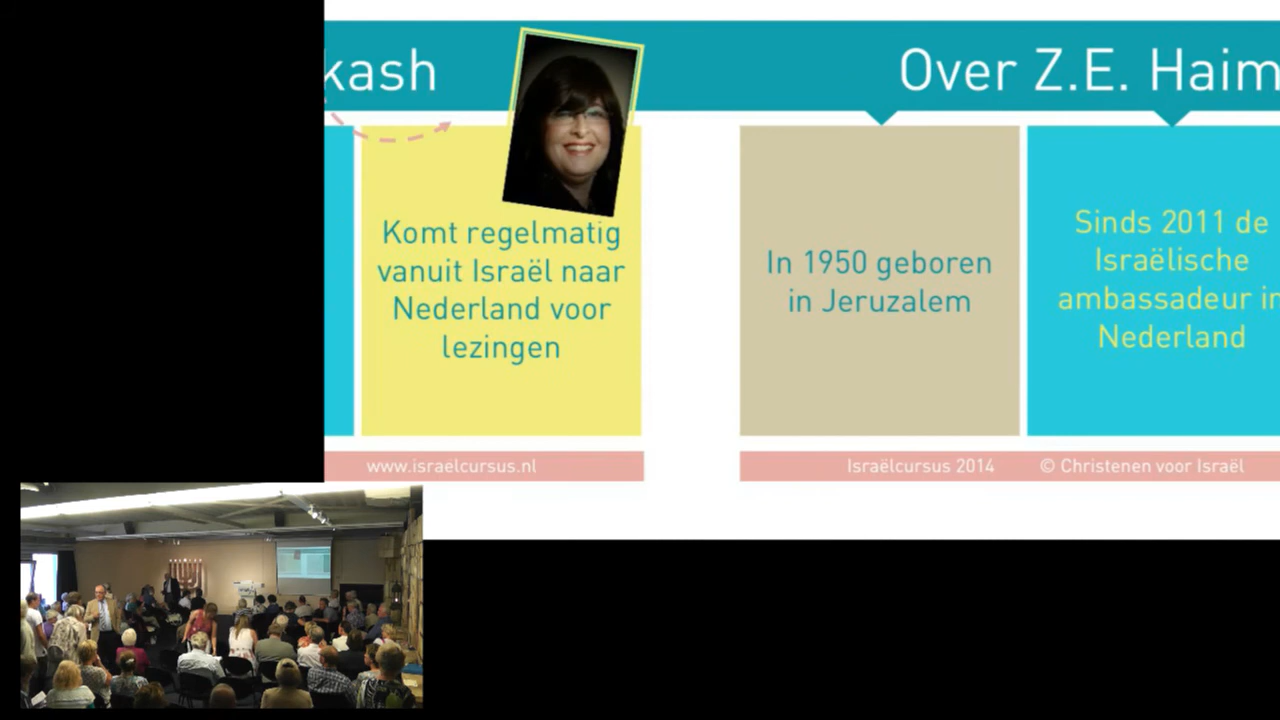 kash
Over Z.E. Haim
Komt regelmatig
vanuit Israël naar
Nederland voor
lezingen
In 1950 geboren
in Jeruzalem
Sinds 2011 de
Israëlische
ambassadeur in
Nederland
www.israelcursus.nl
Israëlcursus 2014
© Christenen voor Israël